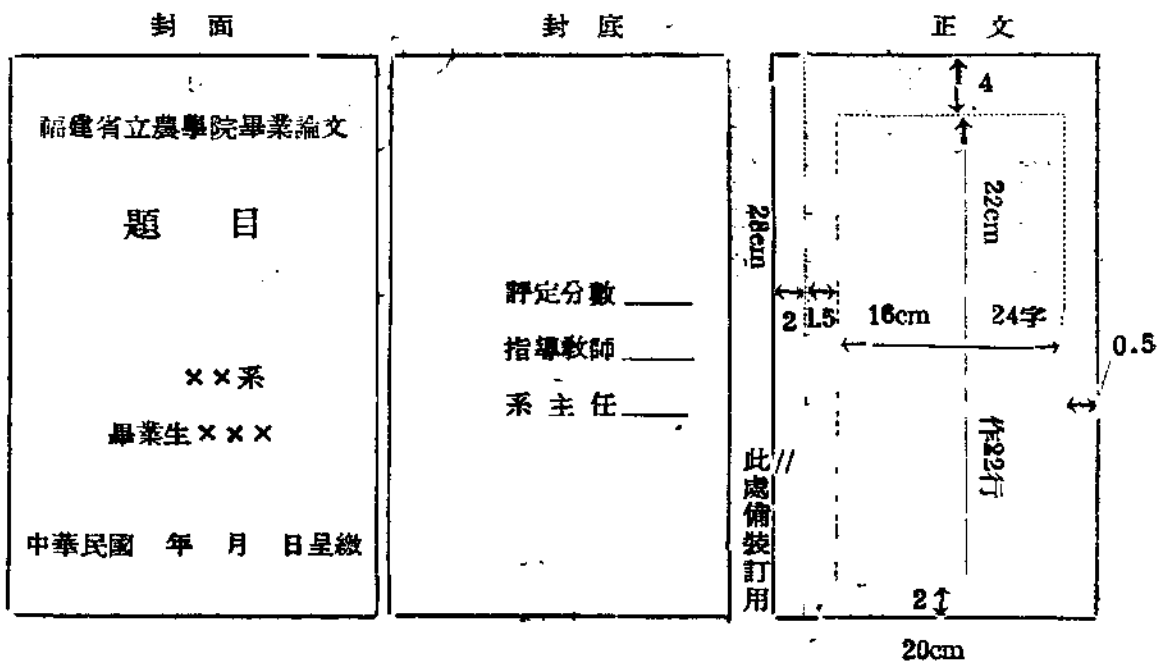 封面
福建省立農學院畢業論文
題目
××系
畢業生×××
中華民國 年 月 日呈繳
封底
評定分數
指導教師
系主任
正文
4
22cm
28cm
2
1.5
16cm
24字
0.5
作22行
此處備裝訂用
2
20cm